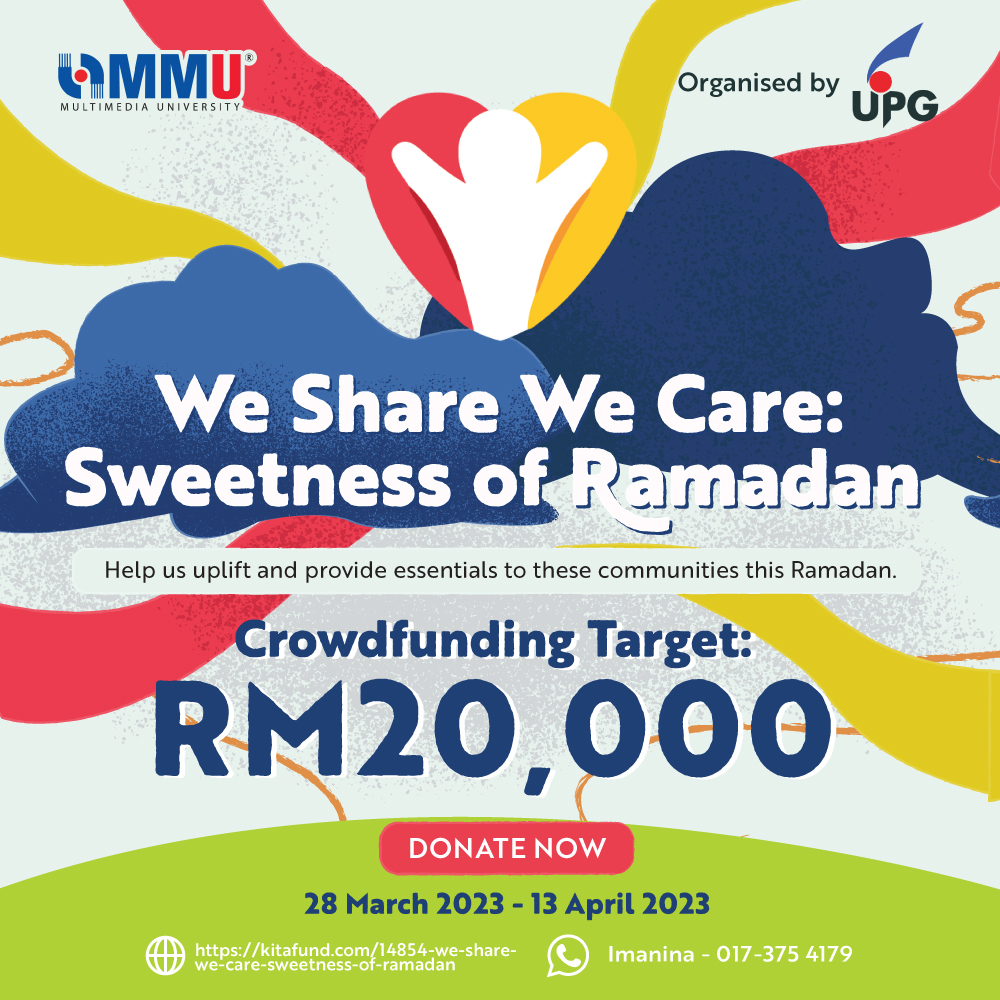 MMU®
MULTIMEDIA UNIVERSITY
Organised by
UPG
We Share We Care:
Sweetness of Ramadan
Help us uplift and provide essentials to these communities this Ramadan.
Crowdfunding Target:
RM20,000
DONATE NOW
28 March 2023 - 13 April 2023
https://kitafund.com/14854-we-share-
we-care-sweetness-of-ramadan
Imanina - 017-375 4179